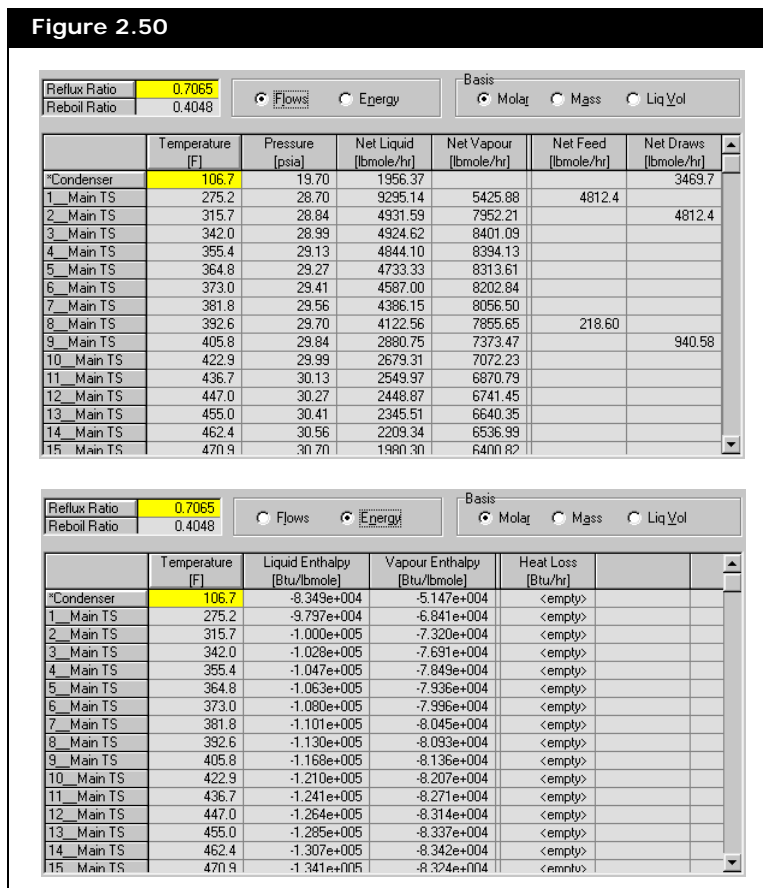 Figure 2.50
Reflux Ratio 0.7065
Reboil Ratio 0.4048
Flows Energy
Basis
Molar Mass Liq Vol
Temperature Pressure Net Liquid Net Vapour Net Feed Net Draws
[F] [psia] [lbmole/hr] [lbmole/hr] [lbmole/hr] [lbmole/hr]
*Condenser 106.7 19.70 1956.37 3469.7
1__Main TS 275.2 28.70 9295.14 5425.88 4812.4
2__Main TS 315.7 28.84 4931.59 7952.21 4812.4
3__Main TS 342.0 28.99 4924.62 8401.09
4__Main TS 355.4 29.13 4844.10 8394.13
5__Main TS 364.8 29.27 4733.33 8313.61
6__Main TS 373.0 29.41 4587.00 8202.84
7__Main TS 381.8 29.56 4386.15 8056.50
8__Main TS 392.6 29.70 4122.56 7855.65 218.60
9__Main TS 405.8 29.84 2880.75 7373.47 940.58
10__Main TS 422.9 29.99 2679.31 7072.23
11__Main TS 436.7 30.13 2549.97 6870.79
12__Main TS 447.0 30.27 2448.87 6741.45
13__Main TS 455.0 30.41 2345.51 6640.35
14__Main TS 462.4 30.56 2209.34 6536.99
15__Main TS 470.9 30.70 1980.30 6400.82
Reflux Ratio 0.7065
Reboil Ratio 0.4048
Flows Energy
Basis
Molar Mass Liq Vol
Temperature Liquid Enthalpy Vapour Enthalpy Heat Loss
[F] [Btu/lbmole] [Btu/lbmole] [Btu/hr]
*Condenser 106.7 -8.349e+004 -5.147e+004 <empty>
1__Main TS 275.2 -9.797e+004 -6.841e+004 <empty>
2__Main TS 315.7 -1.000e+005 -7.320e+004 <empty>
3__Main TS 342.0 -1.028e+005 -7.691e+004 <empty>
4__Main TS 355.4 -1.047e+005 -7.849e+004 <empty>
5__Main TS 364.8 -1.063e+005 -7.936e+004 <empty>
6__Main TS 373.0 -1.080e+005 -7.996e+004 <empty>
7__Main TS 381.8 -1.101e+005 -8.045e+004 <empty>
8__Main TS 392.6 -1.130e+005 -8.093e+004 <empty>
9__Main TS 405.8 -1.168e+005 -8.136e+004 <empty>
10__Main TS 422.9 -1.210e+005 -8.207e+004 <empty>
11__Main TS 436.7 -1.241e+005 -8.271e+004 <empty>
12__Main TS 447.0 -1.264e+005 -8.314e+004 <empty>
13__Main TS 455.0 -1.285e+005 -8.337e+004 <empty>
14__Main TS 462.4 -1.307e+005 -8.342e+004 <empty>
15__Main TS 470.9 -1.341e+005 -8.324e+004 <empty>